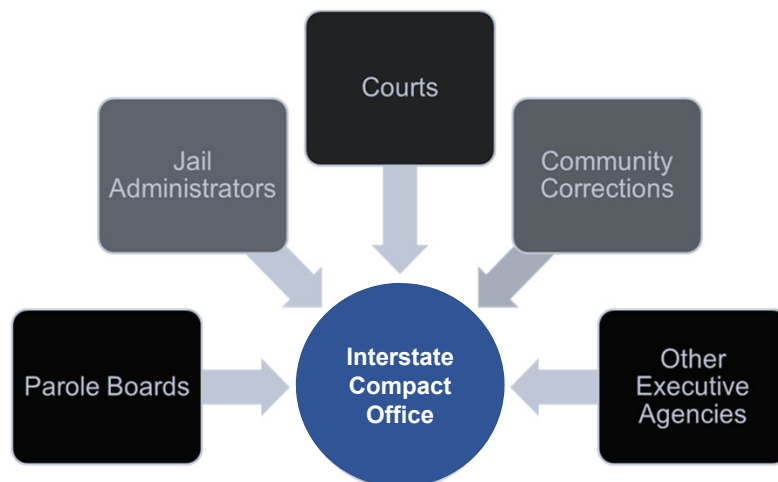 Courts
Jail
Administrators
Community
Corrections
Parole Boards
Interstate
Compact
Office
Other
Executive
Agencies